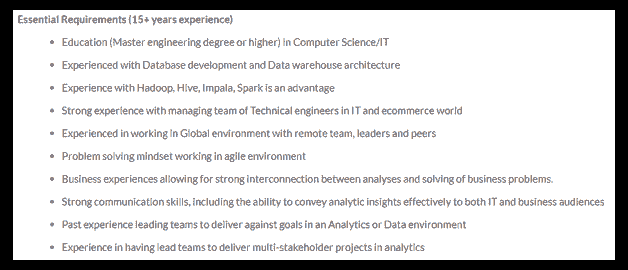 Essential Requirements (15+ years experience)
Education (Master engineering degree or higher) in Computer Science/IT
Experienced with Database development and Data warehouse architecture
Experience with Hadoop, Hive, Impala, Spark is an advantage
Strong experience with managing team of Technical engineers in IT and ecommerce world
Experienced in working in Global environment with remote team, leaders and peers
Problem solving mindset working in agile environment
Business experiences allowing for strong interconnection between analyses and solving of business problems.
Strong communication skills, including the ability to convey analytic insights effectively to both IT and business audiences
Past experience leading teams to deliver against goals in an Analytics or Data environment
Experience in having lead teams to deliver multi-stakeholder projects in analytics